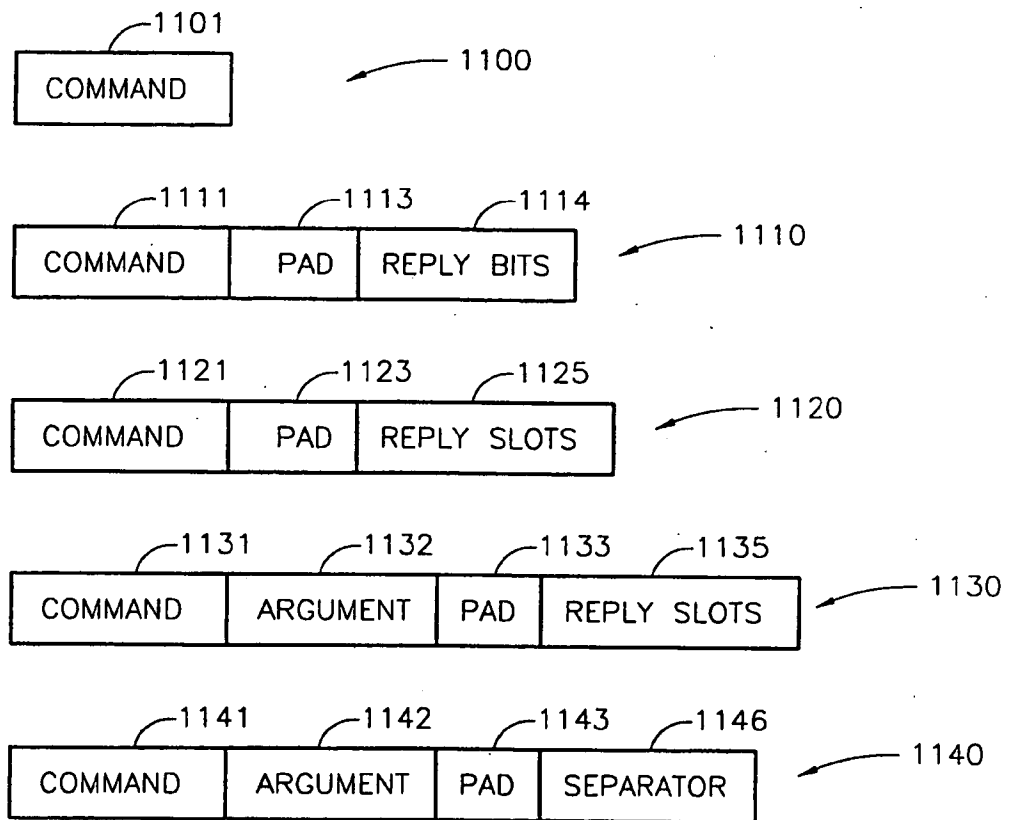 1101
COMMAND
1100
1111 1113 1114
COMMAND PAD REPLY BITS
1110
1121 1123 1125
COMMAND PAD REPLY SLOTS
1120
1131 1132 1133 1135
COMMAND ARGUMENT PAD REPLY SLOTS
1130
1141 1142 1143 1146
COMMAND ARGUMENT PAD SEPARATOR
1140